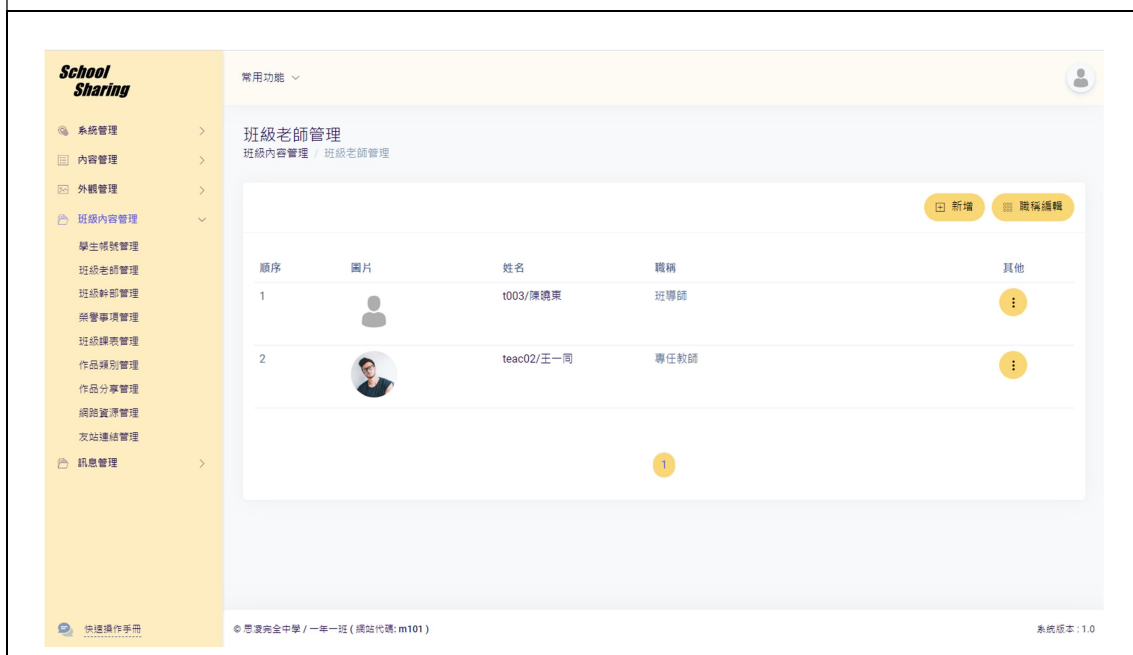 School
Sharing
常用功能
系統管理
內容管理
外觀管理
班級內容管理
學生帳號管理
班級老師管理
班級幹部管理
榮譽事項管理
班級課表管理
作品類別管理
作品分享管理
網路資源管理
友站連結管理
訊息管理
快速操作手冊
班級老師管理
班級內容管理 / 班級老師管理
新增 職稱編輯
順序 圖片 姓名 職稱 其他
1 t003/陳曉東 班導師
2 teac02/王一同 專任教師
1
© 思凌完全中學 / 一年一班 ( 網站代碼: m101 )
系統版本 : 1.0